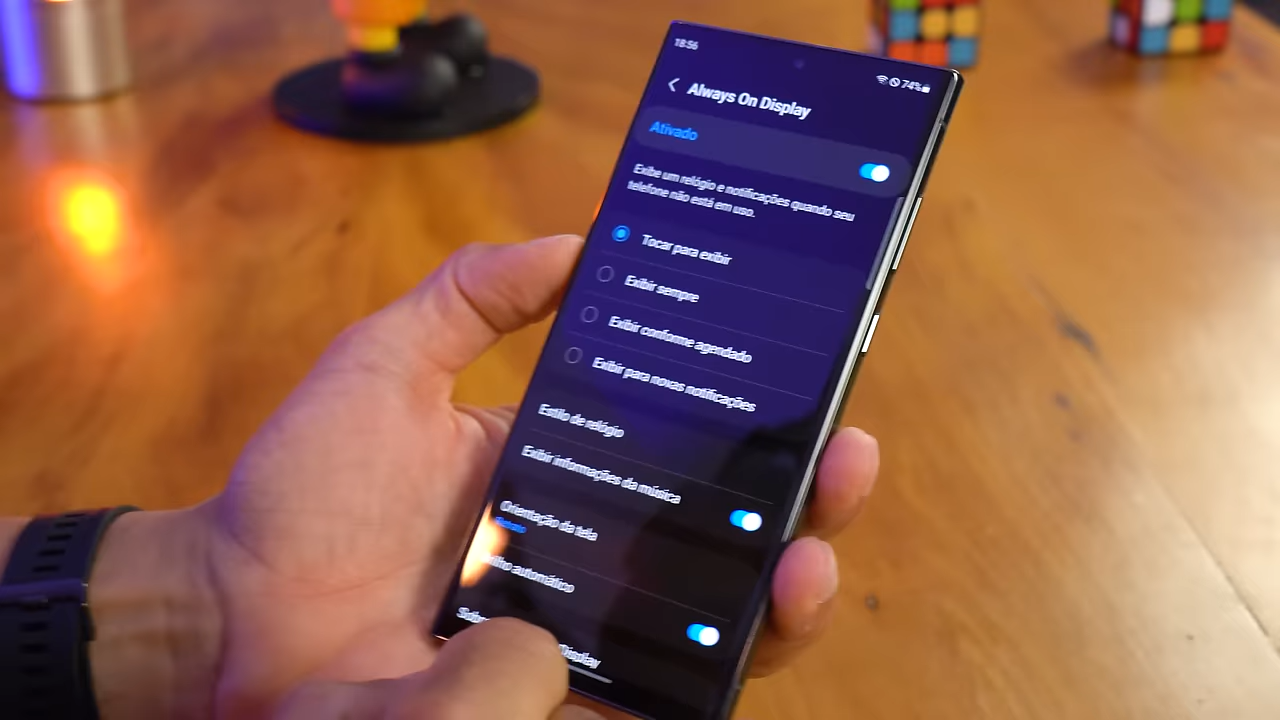 18:56
74%
Always On Display
Ativado
Exibe um relógio e notificações quando seu
telefone não está em uso.
Tocar para exibir
Exibir sempre
Exibir conforme agendado
Exibir para novas notificações
Estilo de relógio
Exibir informações da música
Orientação da tela
automático
Display